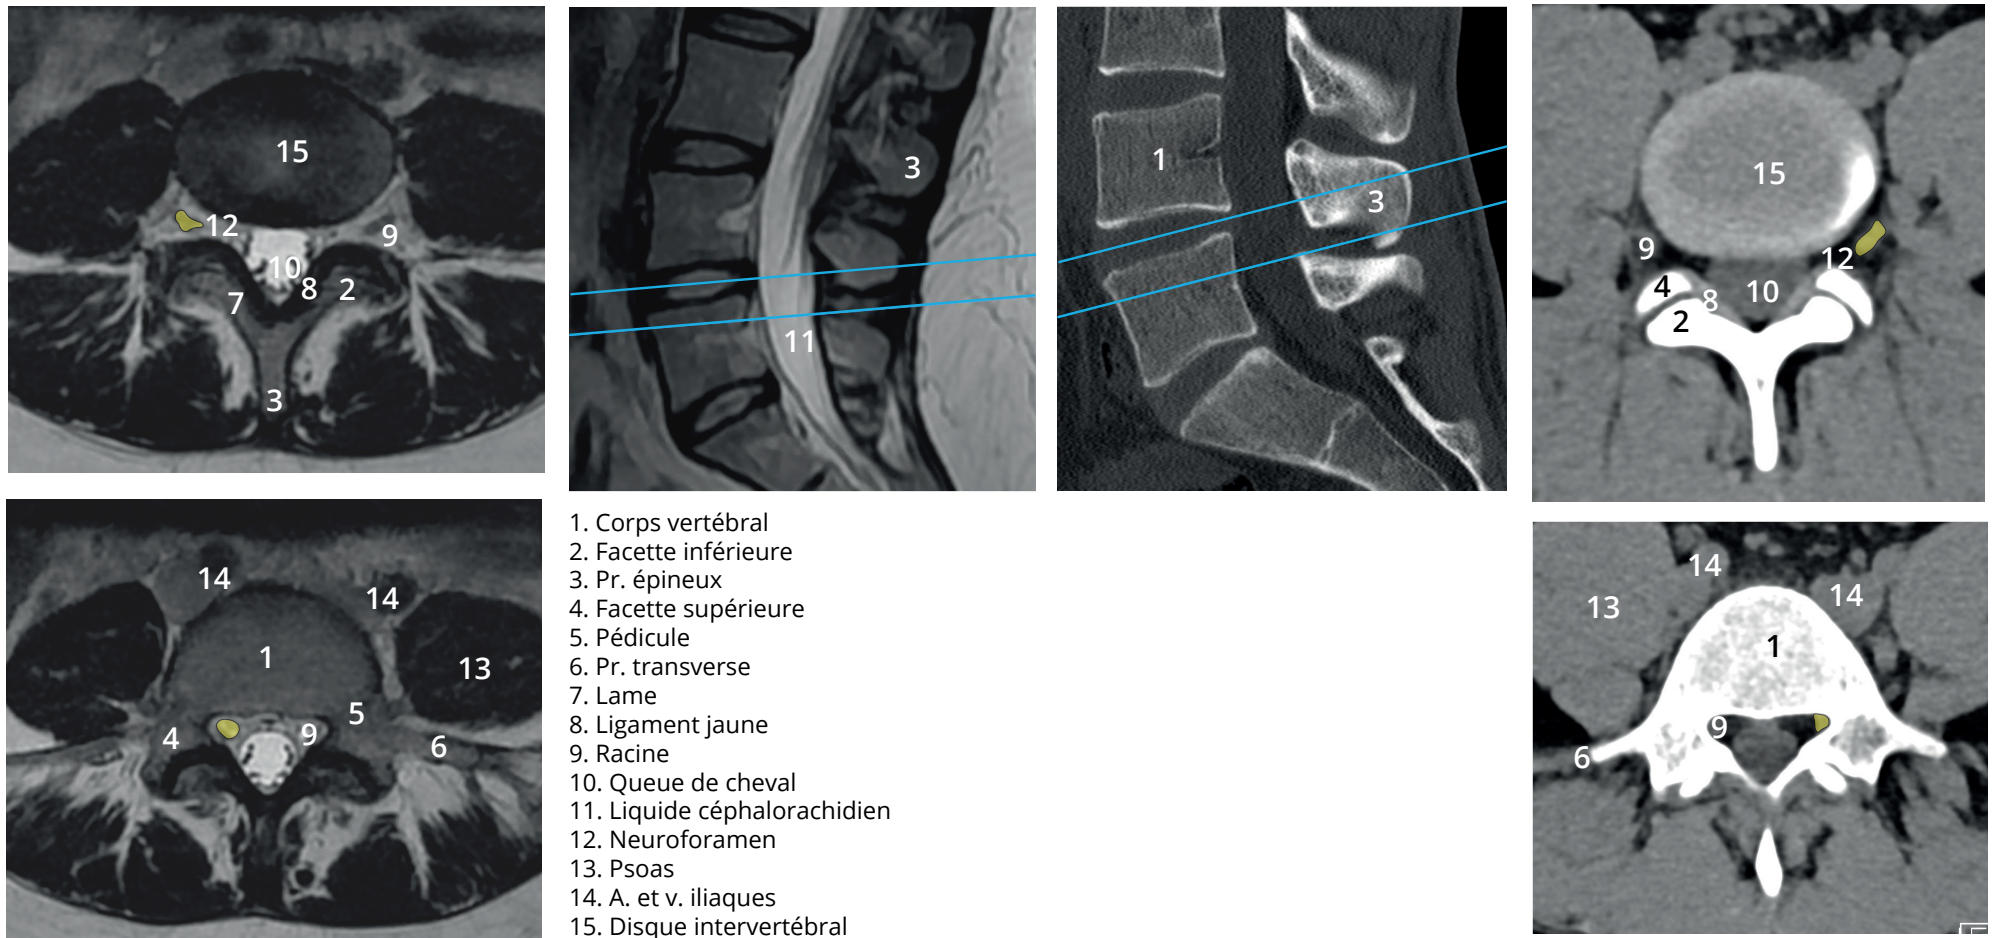 15
12
9
10
8
2
7
3
3
11
1
3
15
9
12
4
8
10
2
14
14
1
13
5
9
4
6
1. Corps vertébral
2. Facette inférieure
3. Pr. épineux
4. Facette supérieure
5. Pédicule
6. Pr. transverse
7. Lame
8. Ligament jaune
9. Racine
10. Queue de cheval
11. Liquide céphalorachidien
12. Neuroforamen
13. Psoas
14. A. et v. iliaques
15. Disque intervertébral
14
13
14
1
9
6